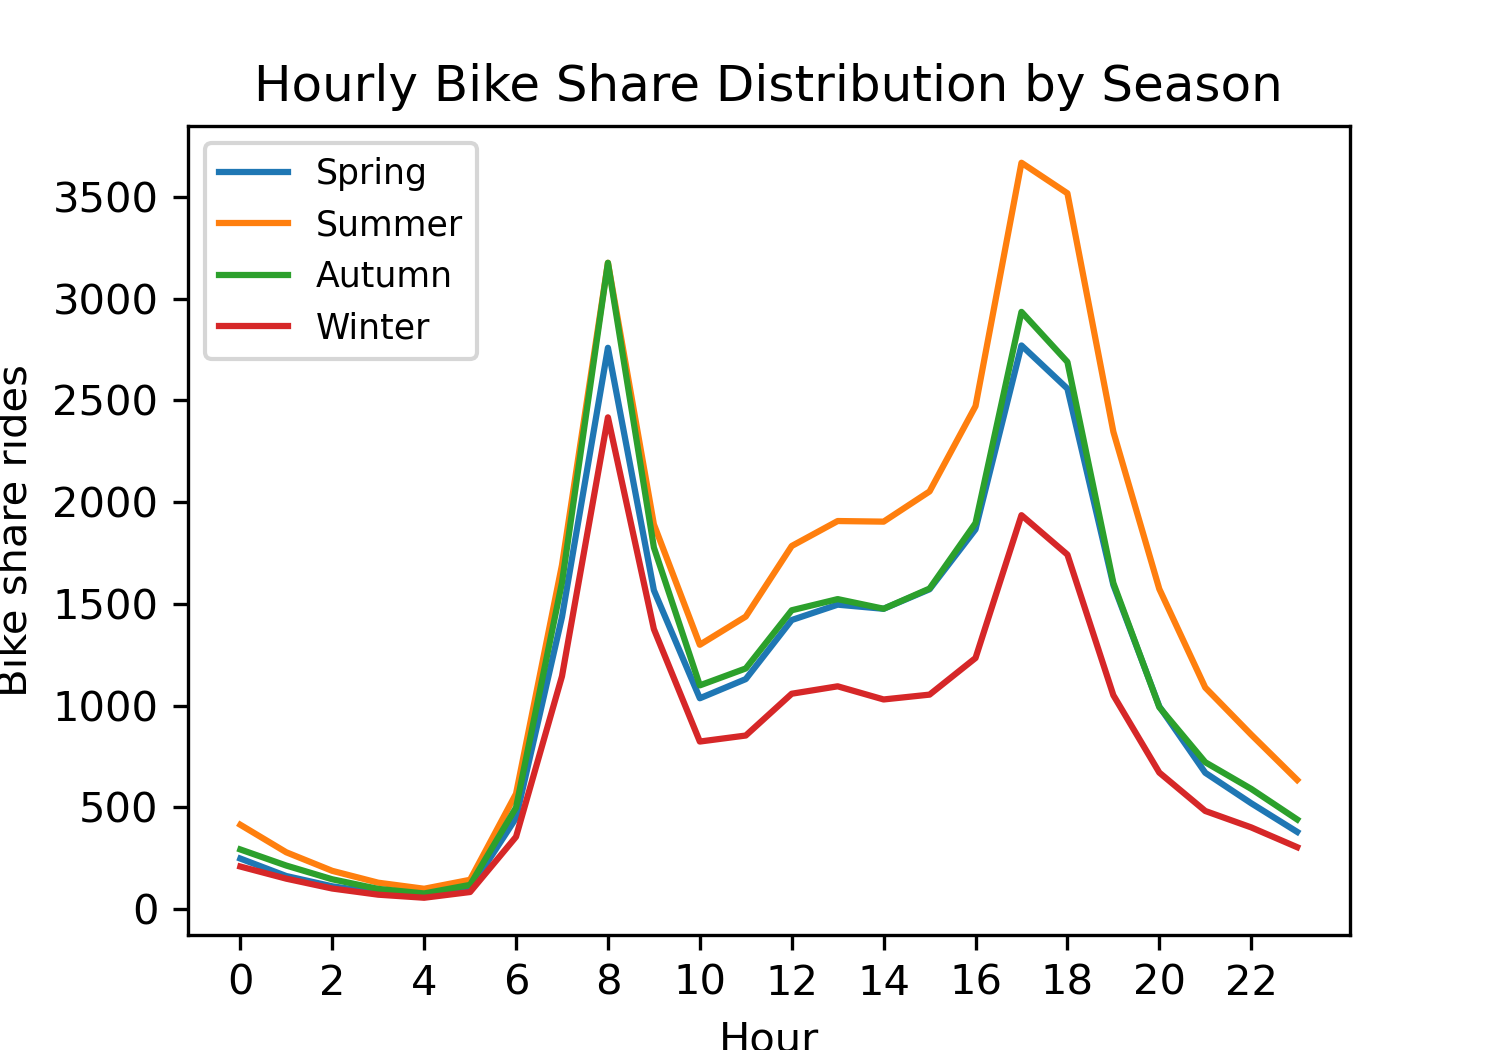 Hourly Bike Share Distribution by Season
Spring
Summer
Autumn
Winter
3500
3000
2500
2000
1500
1000
500
0
Bike share rides
0 2 4 6 8 10 12 14 16 18 20 22
Hour